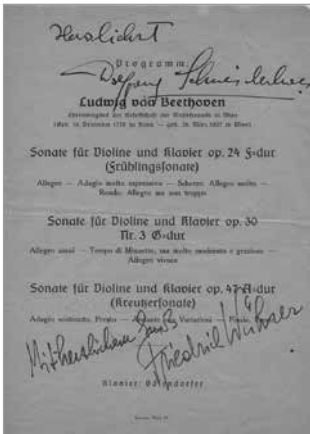 Herzlichst
Programm:
Wolfgang Schneiderhan
Ludwig van Beethoven
Ehrenmitglied der Gesellschaft der Musikfreunde in Wien
(Geb. 16. Dezember 1770 zu Bonn — gest. 26. März 1827 in Wien)
Sonate für Violine und Klavier op. 24 F-dur
(Frühlingssonate)
Allegro — Adagio molto espressivo — Scherzo: Allegro molto —
Rondo: Allegro ma non troppo
Sonate für Violine und Klavier op. 30
Nr. 3 G-dur
Allegro assai — Tempo di Minuetto, ma molto moderato e grazioso —
Allegro vivace
Sonate für Violine und Klavier op. 47 A-dur
(Kreutzersonate)
Adagio sostenuto, Presto — Andante con Variazioni — Finale,
Mit herzlichem Gruß
Friedrich Wührer
Klavier: Bösendorfer